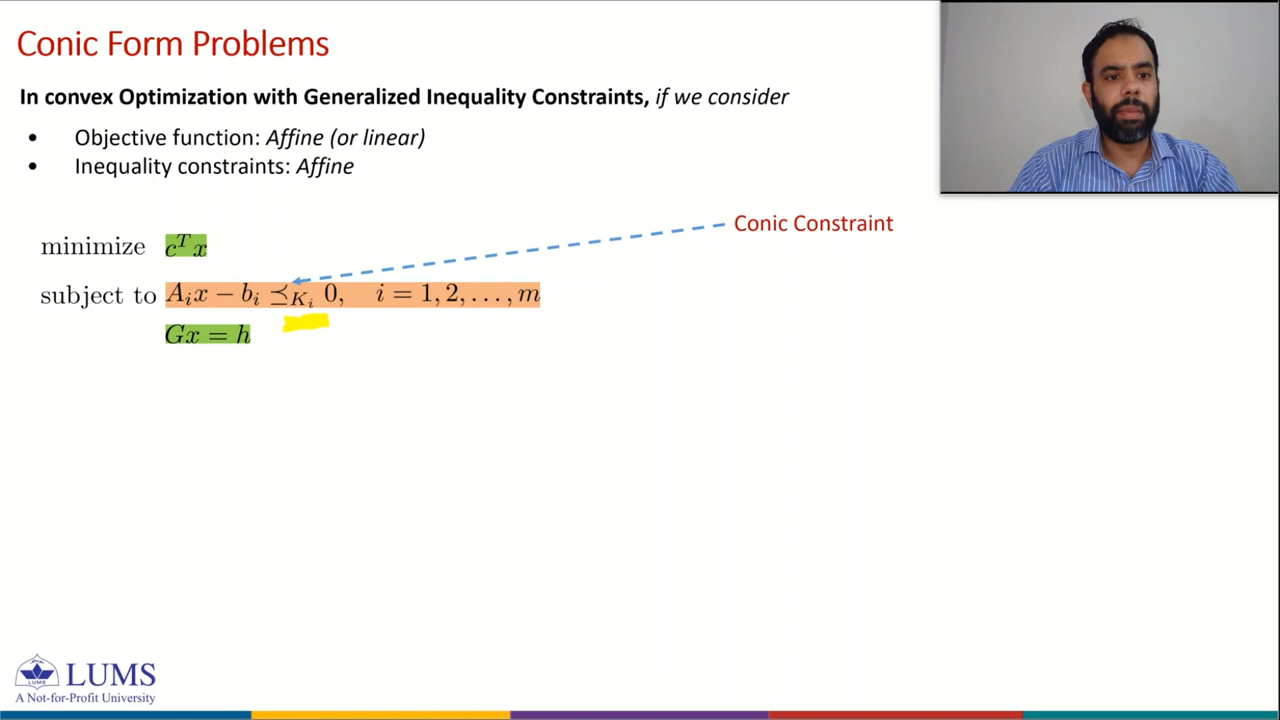 Conic Form Problems
In convex Optimization with Generalized Inequality Constraints, if we consider
• Objective function: Affine (or linear)
• Inequality constraints: Affine
Conic Constraint
minimize c^T x
subject to A_i x − b_i ⪯_{K_i} 0, i = 1, 2, . . . , m
Gx = h
LUMS
LUMS
A Not-for-Profit University